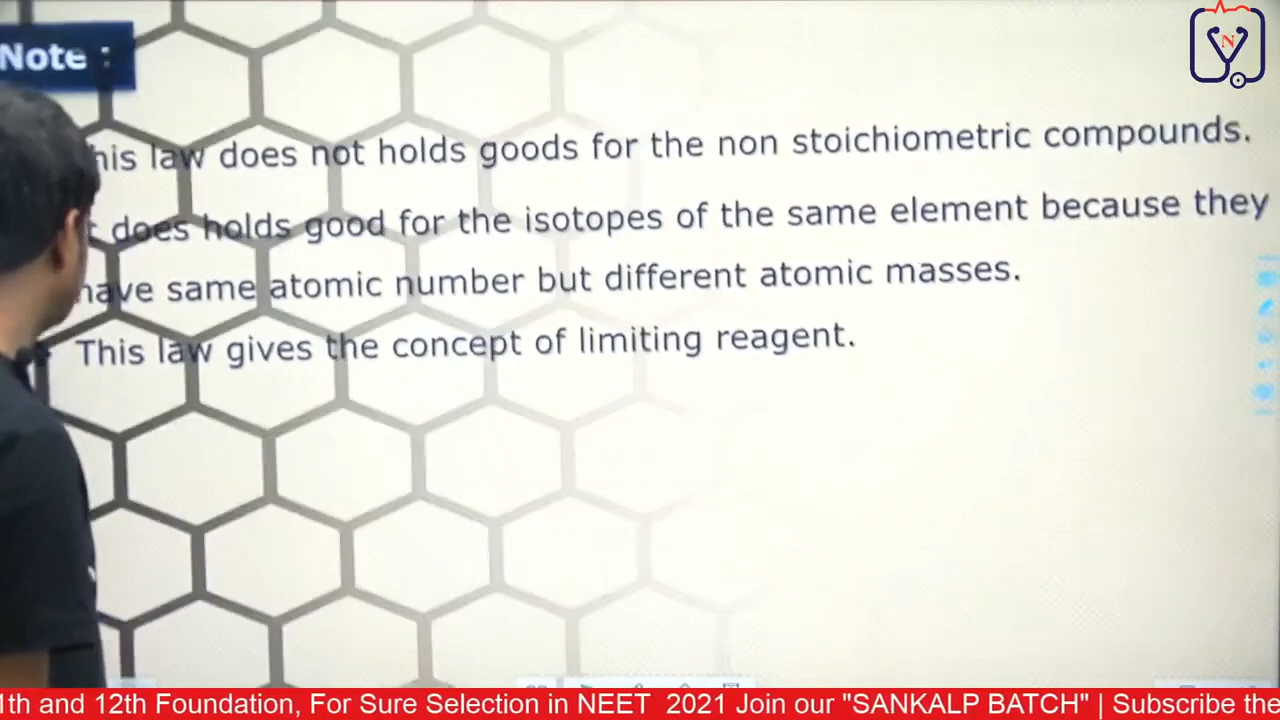 Note :
his law does not holds goods for the non stoichiometric compounds.
t does holds good for the isotopes of the same element because they
have same atomic number but different atomic masses.
This law gives the concept of limiting reagent.
N
1th and 12th Foundation, For Sure Selection in NEET 2021 Join our "SANKALP BATCH" | Subscribe the